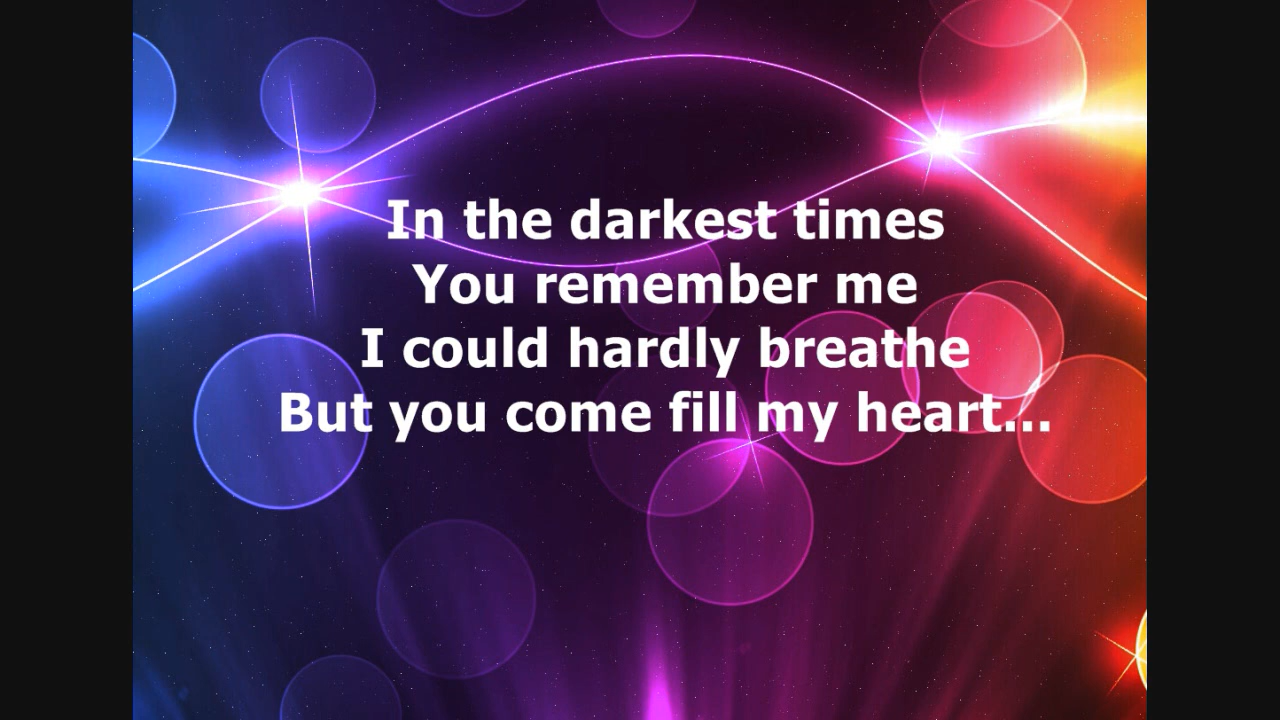 In the darkest times
You remember me
I could hardly breathe
But you come fill my heart...